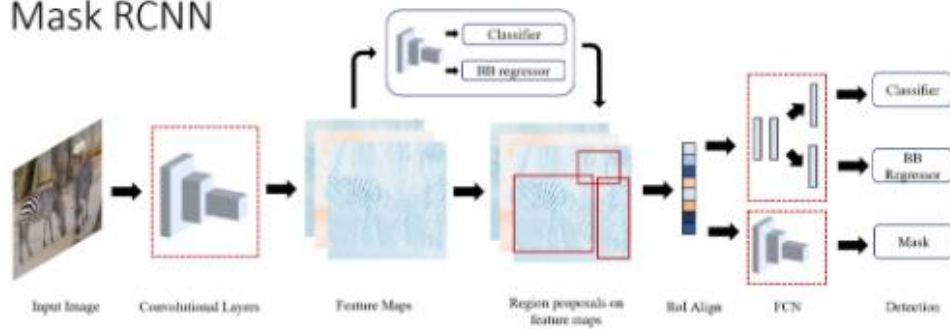 Mask RCNN
Classifier
BB regressor
Classifier
BB
Regressor
Mask
Input Image
Convolutional Layers
Feature Maps
Region proposals on
feature maps
RoI Align
FCN
Detection